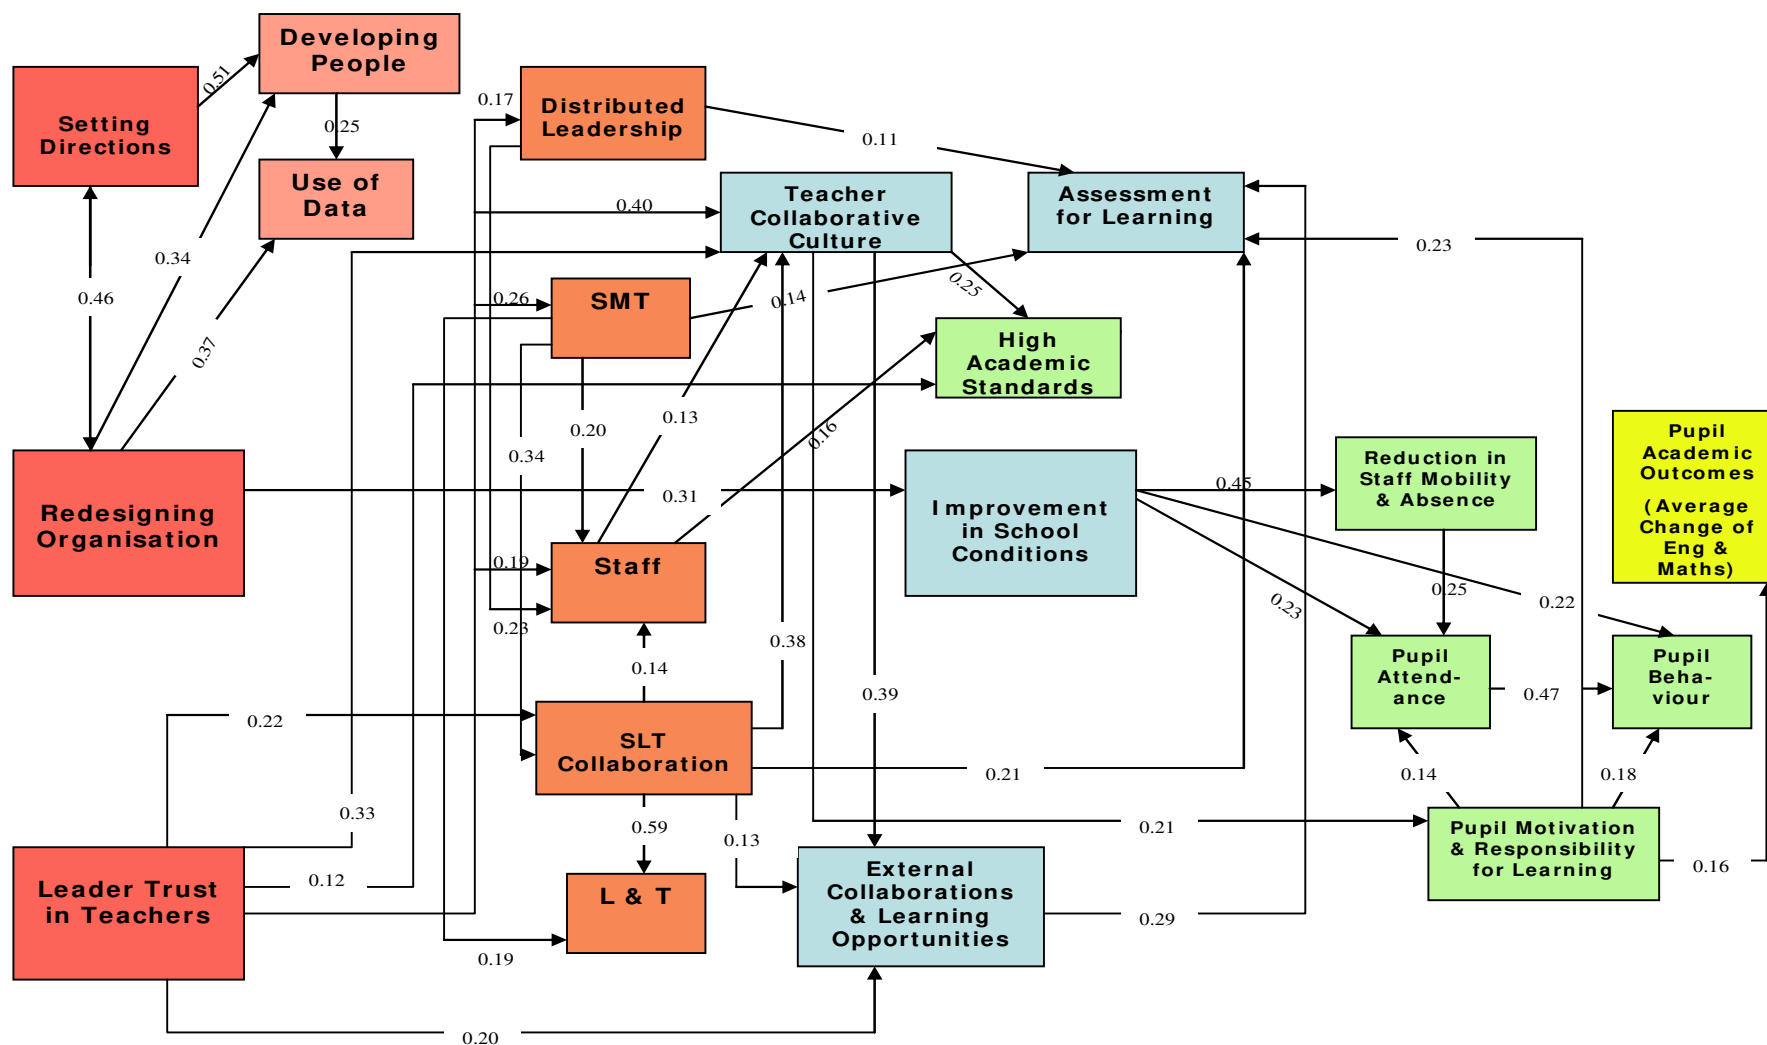 Developing
People
0.51
Setting
Directions
0.25
Use of
Data
0.17
Distributed
Leadership
0.11
Teacher
Collaborative
Culture
Assessment
for Learning
0.40
0.23
0.34
0.46
0.37
0.26
SMT
0.14
0.25
High
Academic
Standards
0.13
0.20
0.16
0.34
Redesigning
Organisation
0.31
Improvement
in School
Conditions
0.45
Reduction in
Staff Mobility
& Absence
Pupil
Academic
Outcomes
(Average
Change of
Eng &
Maths)
0.19
Staff
0.23
0.25
0.23
0.22
0.14
0.38
0.39
Pupil
Attend-
ance
0.47
Pupil
Beha-
viour
0.22
SLT
Collaboration
0.21
0.14
0.18
0.33
0.59
0.13
0.21
Pupil Motivation
& Responsibility
for Learning
0.16
Leader Trust
in Teachers
0.12
L & T
External
Collaborations
& Learning
Opportunities
0.29
0.19
0.20